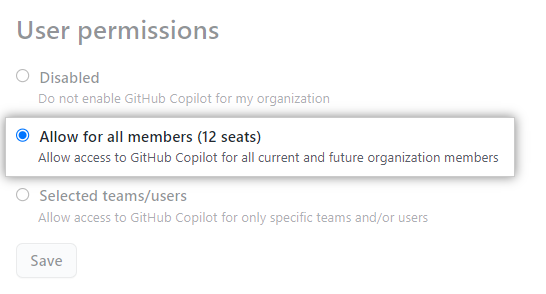 User permissions
Disabled
Do not enable GitHub Copilot for my organization
Allow for all members (12 seats)
Allow access to GitHub Copilot for all current and future organization members
Selected teams/users
Allow access to GitHub Copilot for only specific teams and/or users
Save